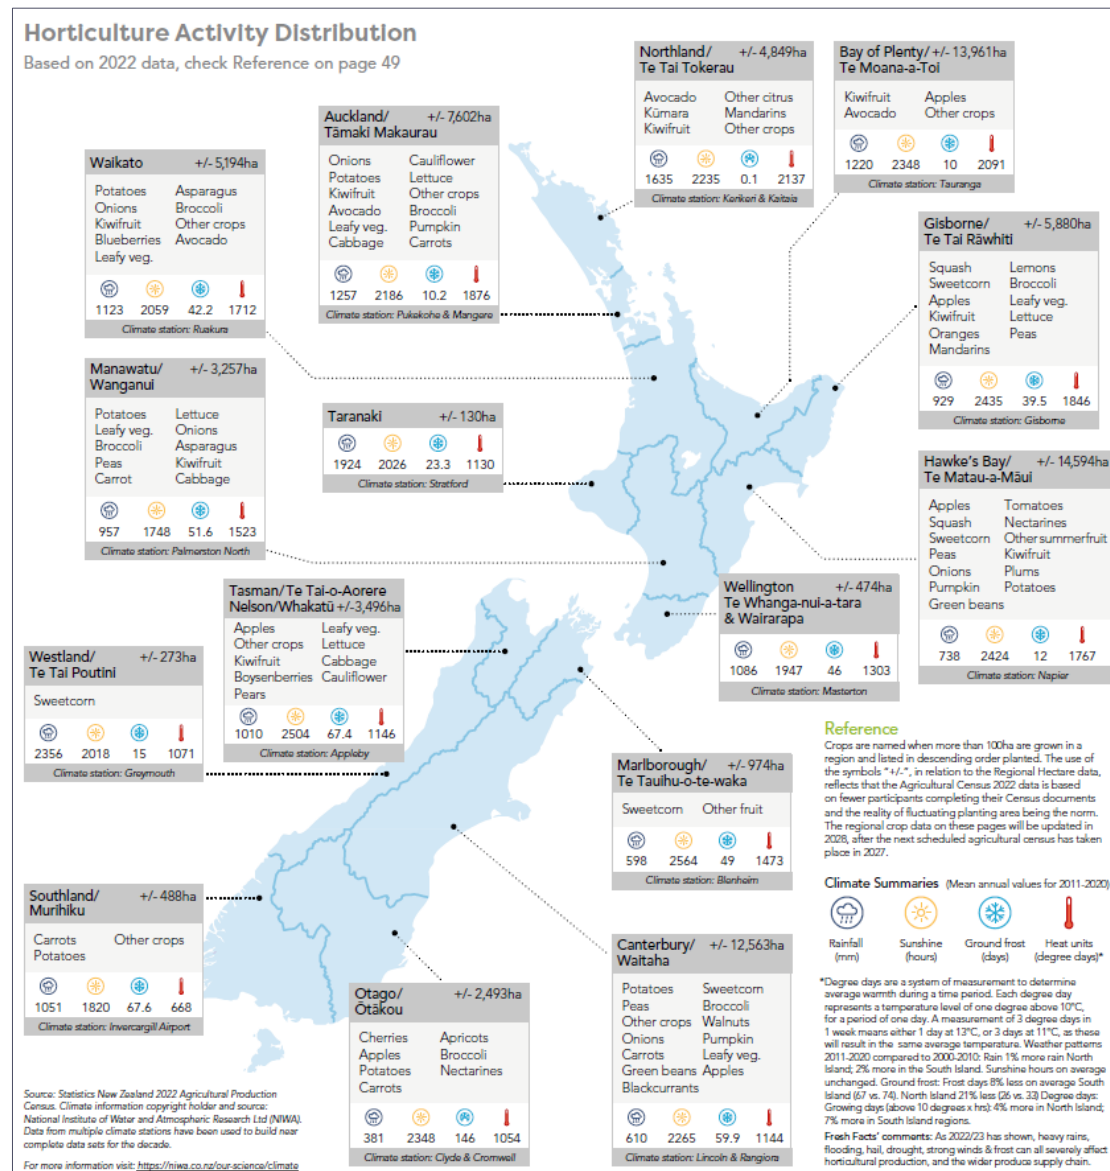 Horticulture Activity Distribution
Based on 2022 data, check Reference on page 49
Northland/ +/- 4,849ha
Te Tai Tokerau
Avocado Other citrus
Kūmara Mandarins
Kiwifruit Other crops
1635 2235 0.1 2137
Climate station: Kerikeri & Kaitaia
Bay of Plenty/ +/- 13,961ha
Te Moana-a-Toi
Kiwifruit Apples
Avocado Other crops
1220 2348 10 2091
Climate station: Tauranga
Auckland/ +/- 7,602ha
Tāmaki Makaurau
Onions Cauliflower
Potatoes Lettuce
Kiwifruit Other crops
Avocado Broccoli
Leafy veg. Pumpkin
Cabbage Carrots
1257 2186 10.2 1876
Climate station: Pukekohe & Mangere
Waikato +/- 5,194ha
Potatoes Asparagus
Onions Broccoli
Kiwifruit Other crops
Blueberries Avocado
Leafy veg.
1123 2059 42.2 1712
Climate station: Ruakura
Gisborne/ +/- 5,880ha
Te Tai Rāwhiti
Squash Lemons
Sweetcorn Broccoli
Apples Leafy veg.
Kiwifruit Lettuce
Oranges Peas
Mandarins
929 2435 39.5 1846
Climate station: Gisborne
Manawatu/ +/- 3,257ha
Wanganui
Potatoes Lettuce
Leafy veg. Onions
Broccoli Asparagus
Peas Kiwifruit
Carrot Cabbage
957 1748 51.6 1523
Climate station: Palmerston North
Taranaki +/- 130ha
1924 2026 23.3 1130
Climate station: Stratford
Hawke's Bay/ +/- 14,594ha
Te Matau-a-Māui
Apples Tomatoes
Squash Nectarines
Sweetcorn Other summerfruit
Peas Kiwifruit
Onions Plums
Pumpkin Potatoes
Green beans
738 2424 12 1767
Climate station: Napier
Wellington +/- 474ha
Te Whanga-nui-a-tara
& Wairarapa
1086 1947 46 1303
Climate station: Masterton
Tasman/Te Tai-o-Aorere
Nelson/Whakatū +/-3,496ha
Apples Leafy veg.
Other crops Lettuce
Kiwifruit Cabbage
Boysenberries Cauliflower
Pears
1010 2504 67.4 1146
Climate station: Appleby
Westland/ +/- 273ha
Te Tai Poutini
Sweetcorn
2356 2018 15 1071
Climate station: Greymouth
Marlborough/ +/- 974ha
Te Tauihu-o-te-waka
Sweetcorn Other fruit
598 2564 49 1473
Climate station: Blenheim
Southland/ +/- 488ha
Murihiku
Carrots Other crops
Potatoes
1051 1820 67.6 668
Climate station: Invercargill Airport
Otago/ +/- 2,493ha
Ōtākou
Cherries Apricots
Apples Broccoli
Potatoes Nectarines
Carrots
381 2348 146 1054
Climate station: Clyde & Cromwell
Canterbury/ +/- 12,563ha
Waitaha
Potatoes Sweetcorn
Peas Broccoli
Other crops Walnuts
Onions Pumpkin
Carrots Leafy veg.
Green beans Apples
Blackcurrants
610 2265 59.9 1144
Climate station: Lincoln & Rangiora
Reference
Crops are named when more than 100ha are grown in a
region and listed in descending order planted. The use of
the symbols "+/-", in relation to the Regional Hectare data,
reflects that the Agricultural Census 2022 data is based
on fewer participants completing their Census documents
and the reality of fluctuating planting area being the norm.
The regional crop data on these pages will be updated in
2028, after the next scheduled agricultural census has taken
place in 2027.
Climate Summaries (Mean annual values for 2011-2020)
Rainfall Sunshine Ground frost Heat units
(mm) (hours) (days) (degree days)*
*Degree days are a system of measurement to determine
average warmth during a time period. Each degree day
represents a temperature level of one degree above 10°C,
for a period of one day. A measurement of 3 degree days in
1 week means either 1 day at 13°C, or 3 days at 11°C, as these
will result in the same average temperature. Weather patterns
2011-2020 compared to 2000-2010: Rain 1% more rain North
Island; 2% more in the South Island. Sunshine hours on average
unchanged. Ground frost: Frost days 8% less on average South
Island (67 vs. 74). North Island 21% less (26 vs. 33) Degree days:
Growing days (above 10 degrees x hrs): 4% more in North Island;
7% more in South Island regions.
Fresh Facts' comments: As 2022/23 has shown, heavy rains,
flooding, hail, drought, strong winds & frost can all severely affect
horticultural production, and the wider produce supply chain.
Source: Statistics New Zealand 2022 Agricultural Production
Census. Climate information copyright holder and source:
National Institute of Water and Atmospheric Research Ltd (NIWA).
Data from multiple climate stations have been used to build near
complete data sets for the decade.
For more information visit: https://niwa.co.nz/our-science/climate